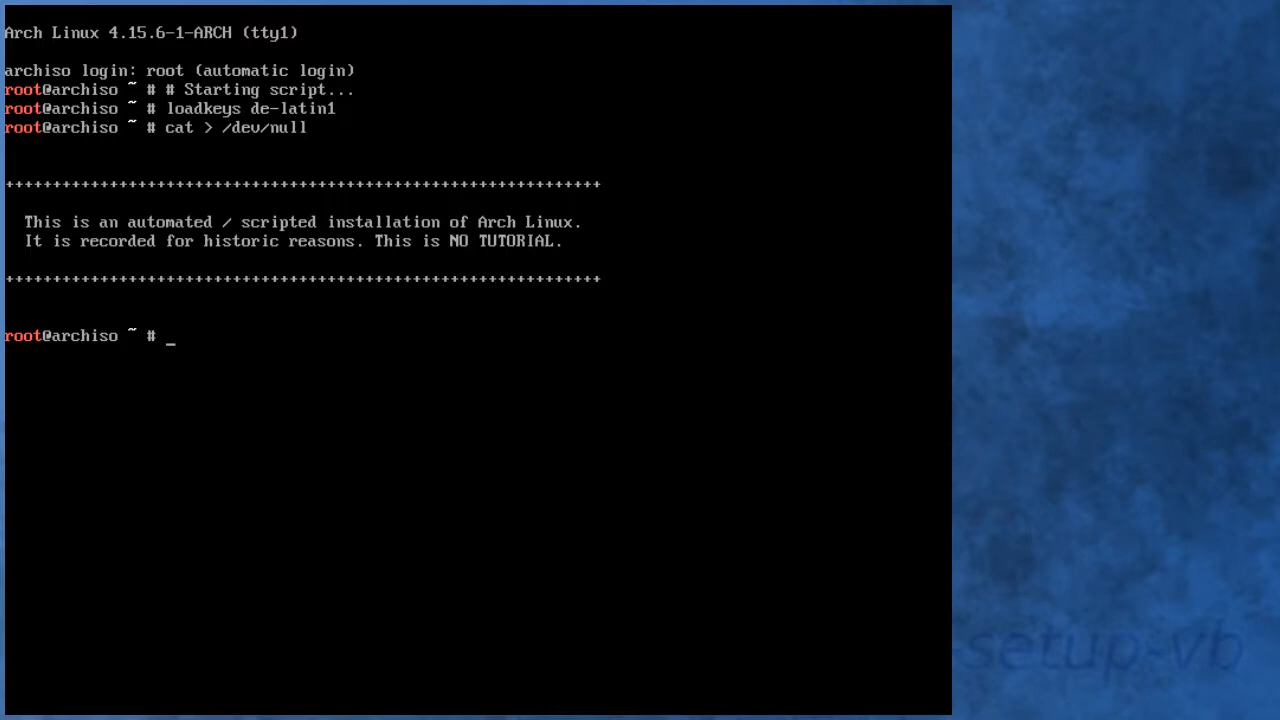 Arch Linux 4.15.6-1-ARCH (tty1)
archiso login: root (automatic login)
root@archiso ~ # # Starting script...
root@archiso ~ # loadkeys de-latin1
root@archiso ~ # cat > /dev/null
+++++++++++++++++++++++++++++++++++++++++++++++++++++++++++++++
This is an automated / scripted installation of Arch Linux.
It is recorded for historic reasons. This is NO TUTORIAL.
+++++++++++++++++++++++++++++++++++++++++++++++++++++++++++++++
root@archiso ~ # _
-setup-vb